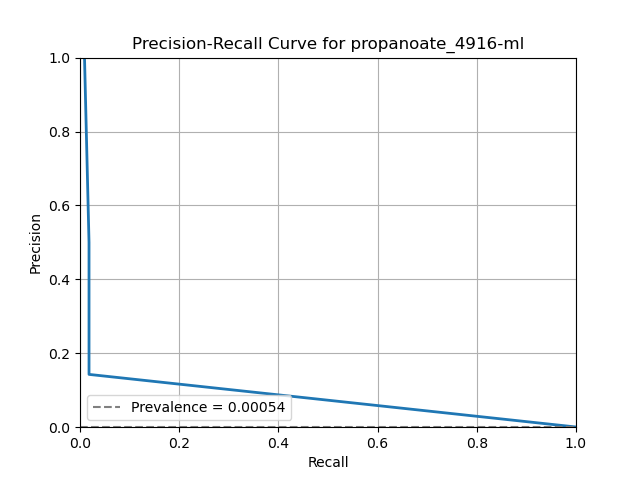 Precision-Recall Curve for propanoate_4916-ml
1.0
0.8
0.6
0.4
0.2
0.0
Precision
Prevalence = 0.00054
0.0 0.2 0.4 0.6 0.8 1.0
Recall